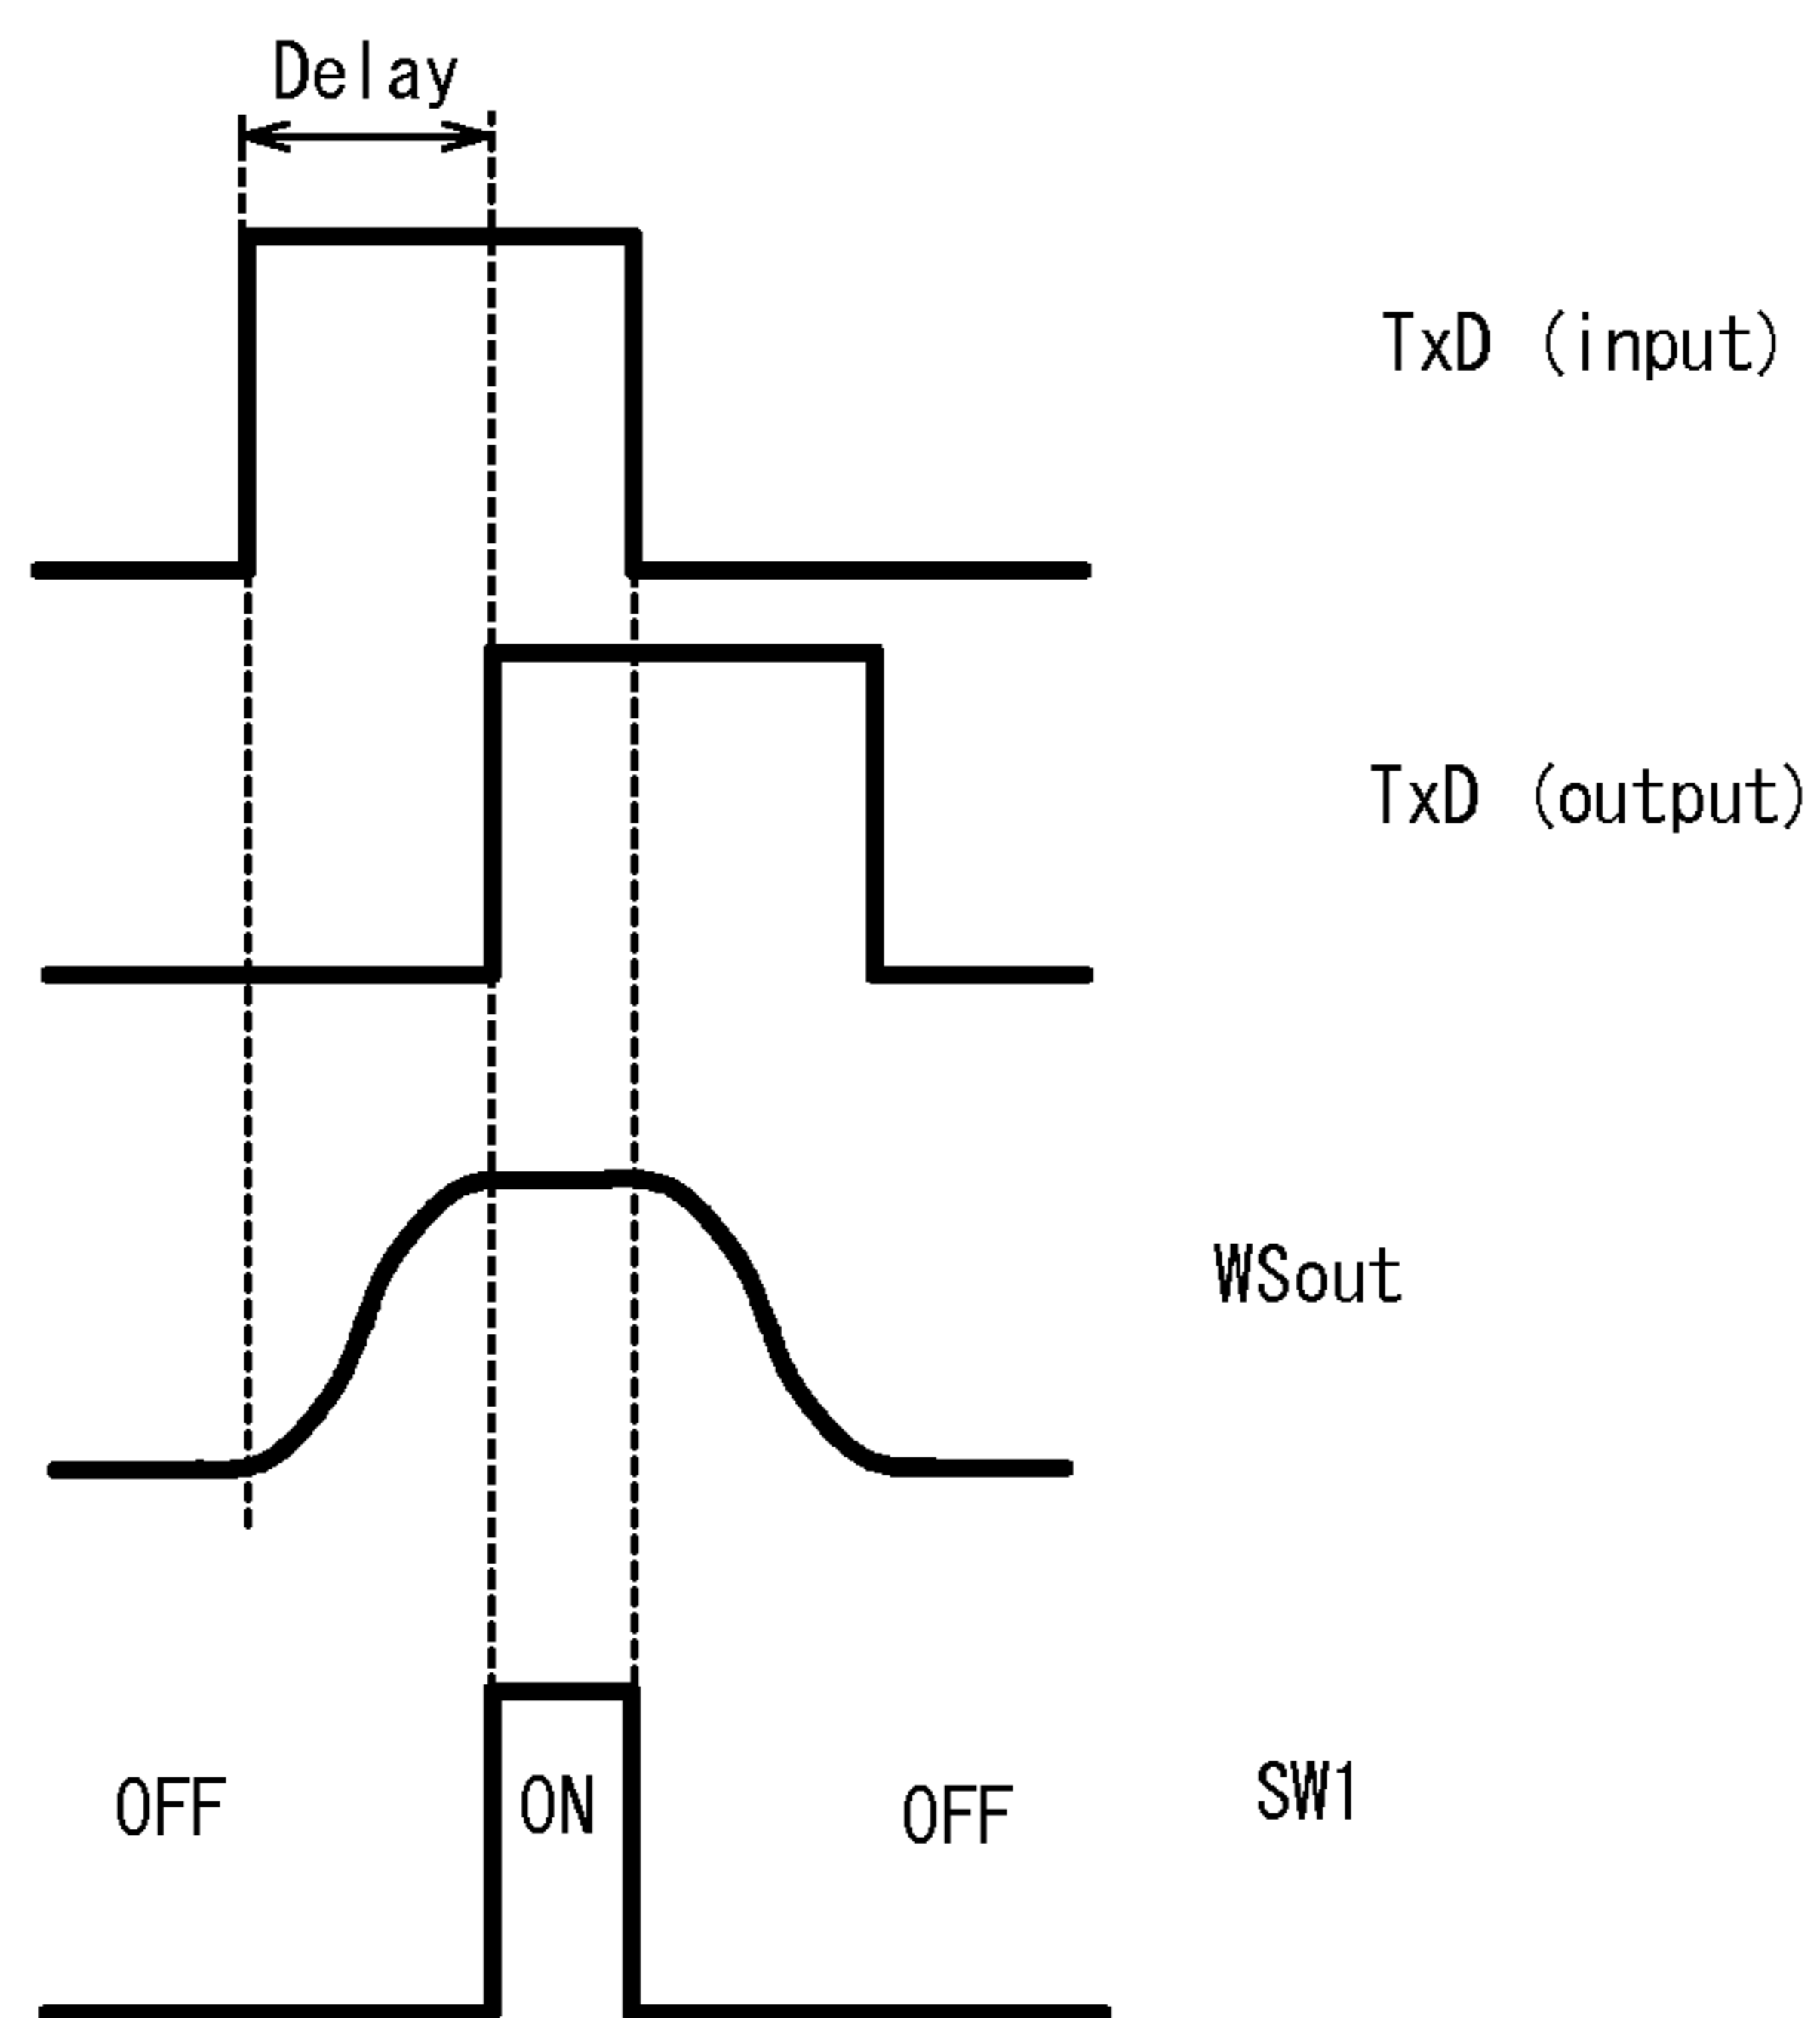 Delay
TxD (input)
TxD (output)
WSout
OFF ON OFF SW1